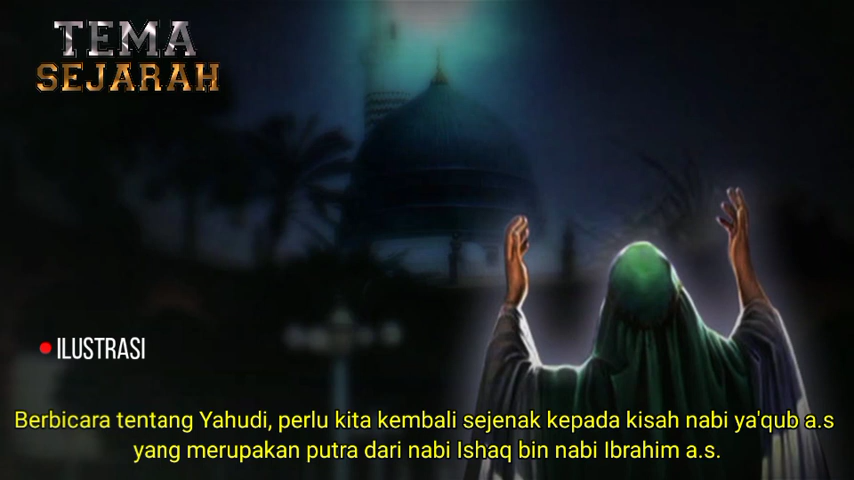 TEMA
SEJARAH
ILUSTRASI
Berbicara tentang Yahudi, perlu kita kembali sejenak kepada kisah nabi ya'qub a.s
yang merupakan putra dari nabi Ishaq bin nabi Ibrahim a.s.